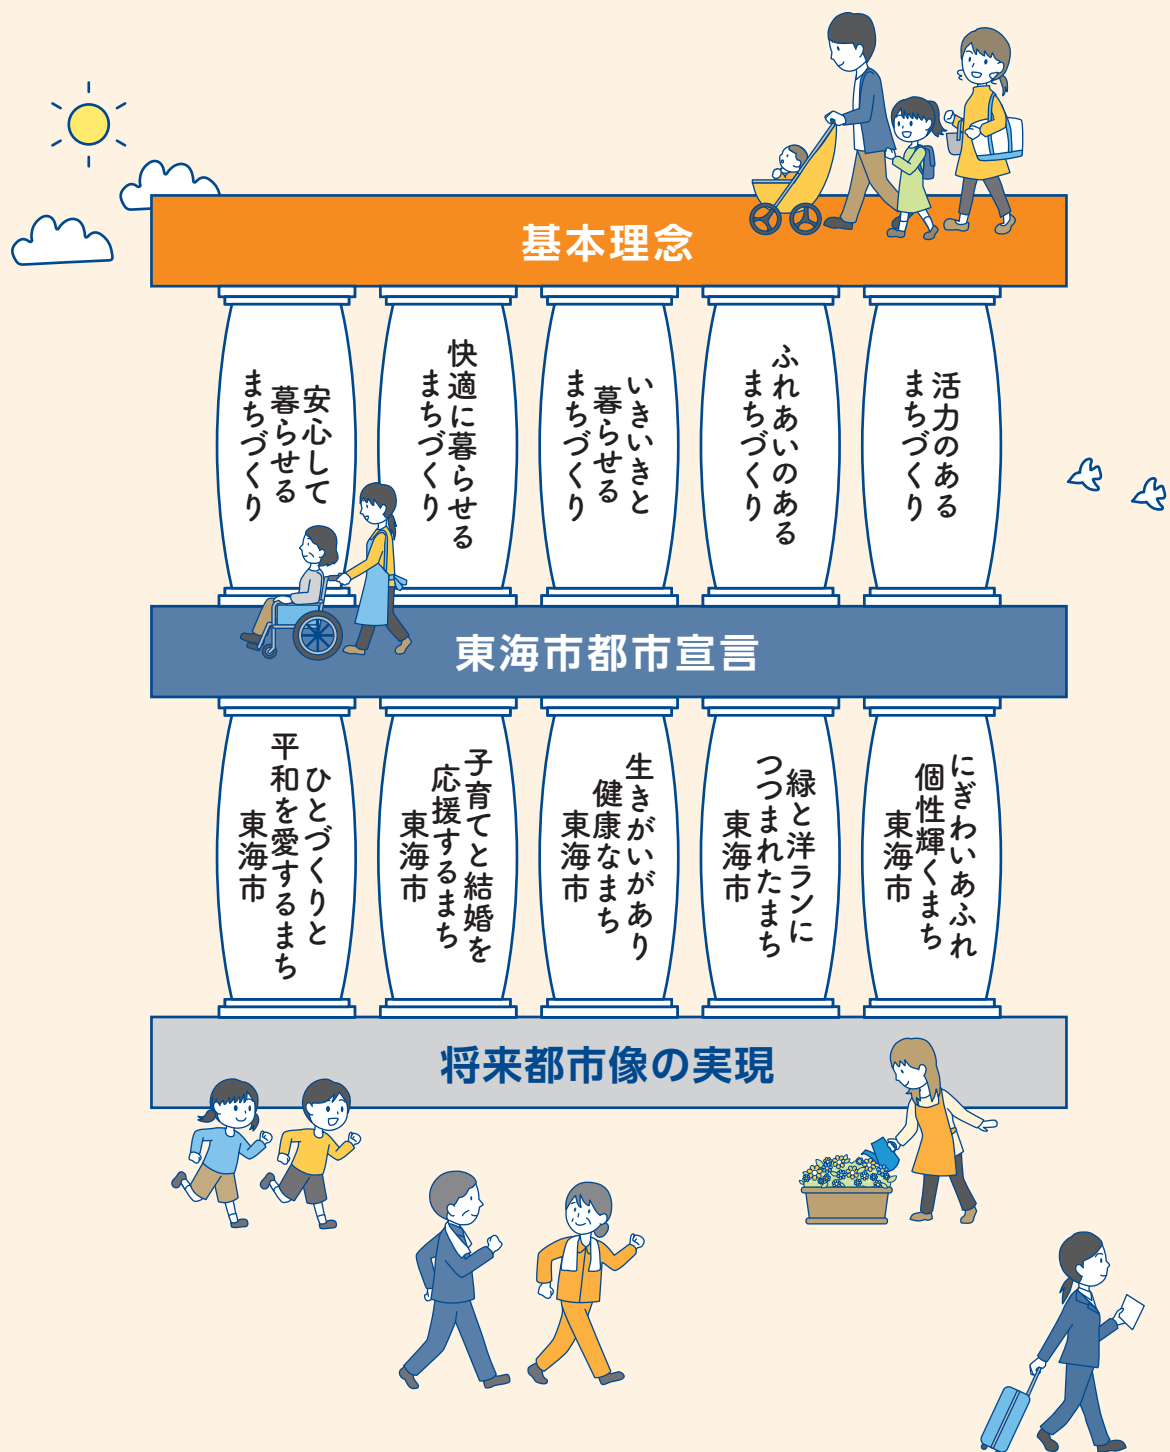 基本理念
安心して
暮らせる
まちづくり
快適に暮らせる
まちづくり
いきいきと
暮らせる
まちづくり
ふれあいのある
まちづくり
活力のある
まちづくり
東海市都市宣言
ひとづくりと
平和を愛するまち
東海市
子育てと結婚を
応援するまち
東海市
生きがいがあり
健康なまち
東海市
緑と洋ランに
つつまれたまち
東海市
にぎわいあふれ
個性輝くまち
東海市
将来都市像の実現